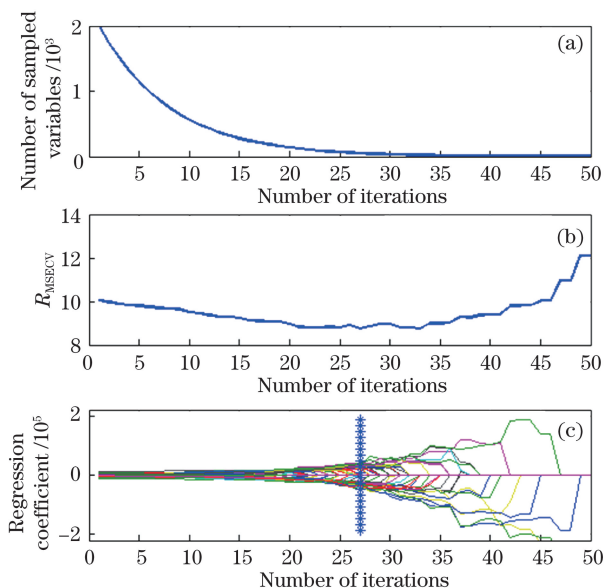 2
(a)
Number of sampled
variables /10³
1
0
5 10 15 20 25 30 35 40 45 50
Number of iterations
14
(b)
12
R_MSECV
10
8
0 5 10 15 20 25 30 35 40 45 50
Number of iterations
2
(c)
Regression
coefficient /10⁵
0
−2
0 5 10 15 20 25 30 35 40 45 50
Number of iterations